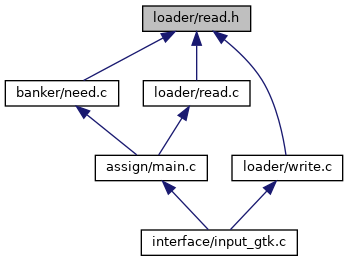 loader/read.h
banker/need.c
loader/read.c
assign/main.c
loader/write.c
interface/input_gtk.c